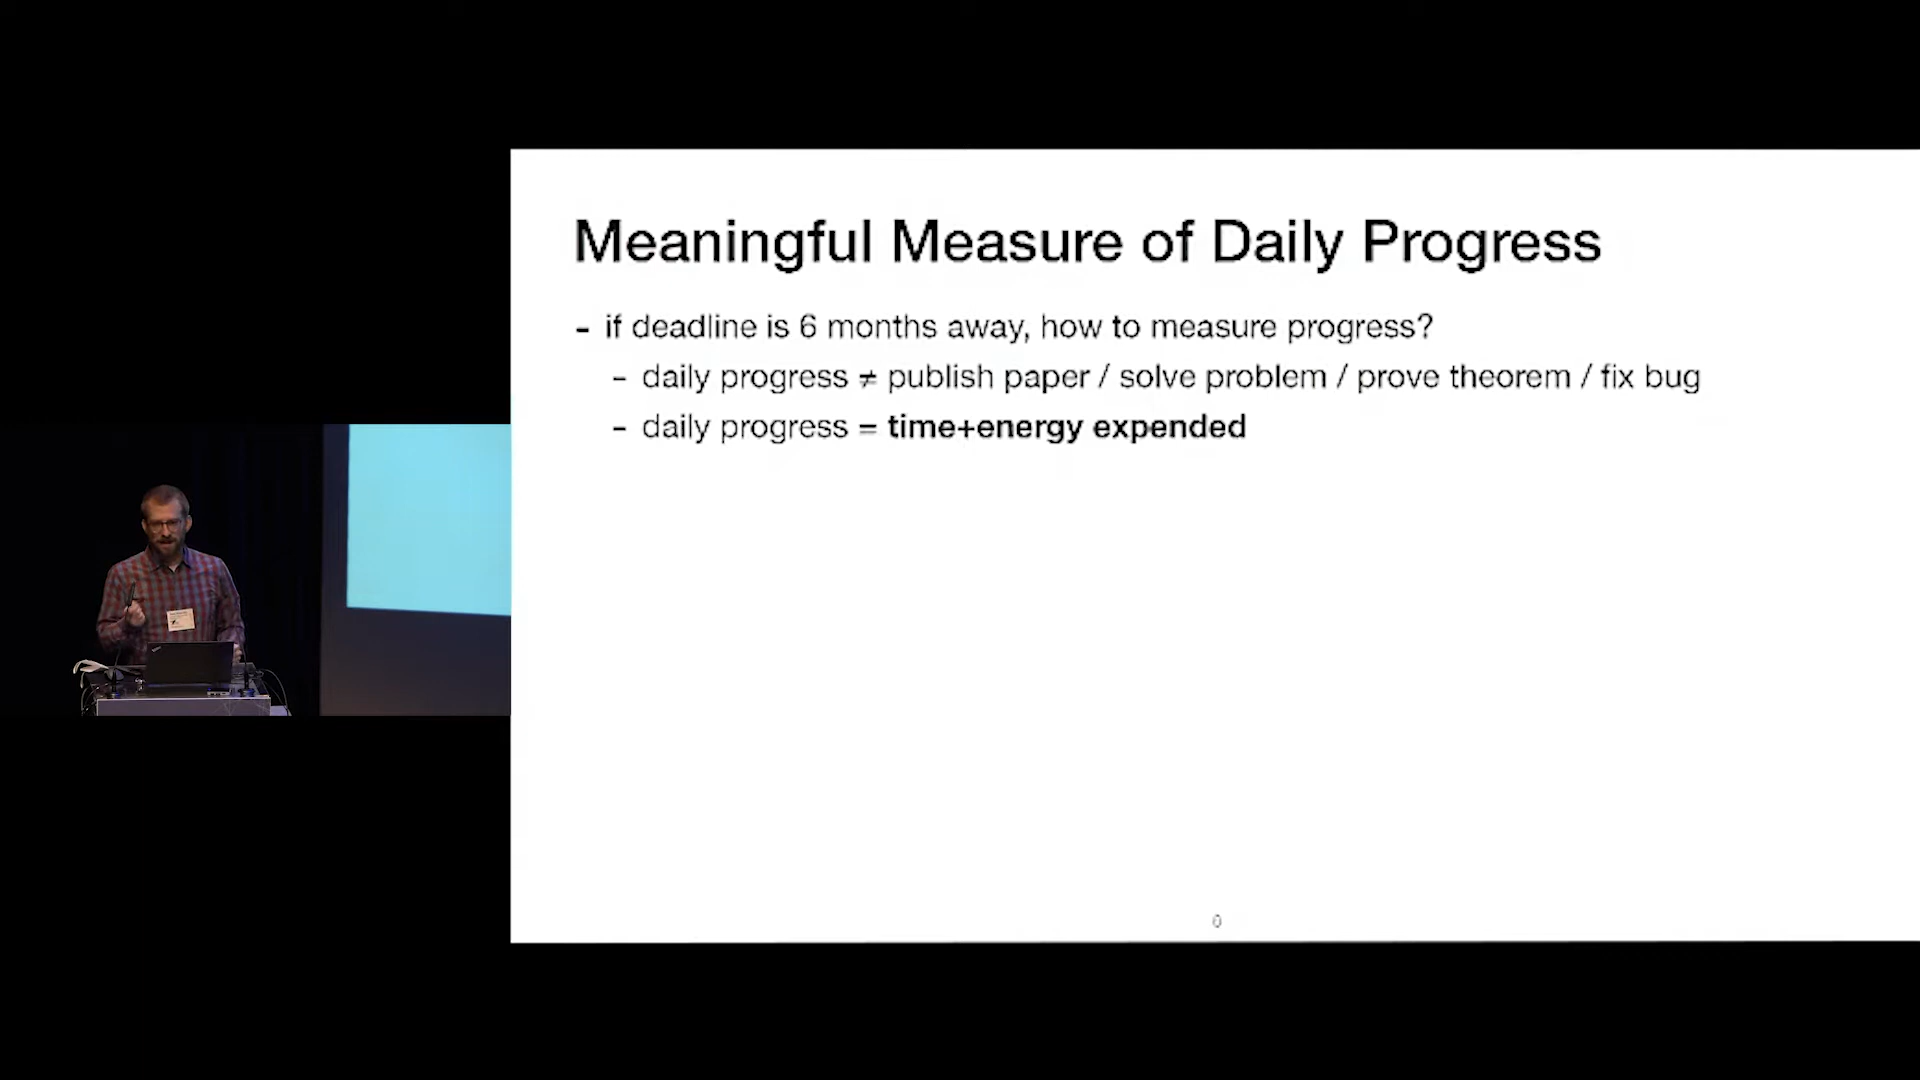 Meaningful Measure of Daily Progress
- if deadline is 6 months away, how to measure progress?
- daily progress ≠ publish paper / solve problem / prove theorem / fix bug
- daily progress = time+energy expended